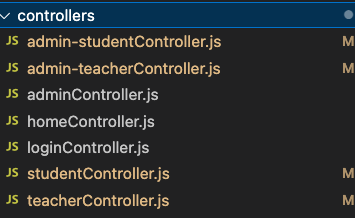 controllers
JS admin-studentController.js M
JS admin-teacherController.js M
JS adminController.js
JS homeController.js
JS loginController.js
JS studentController.js M
JS teacherController.js M